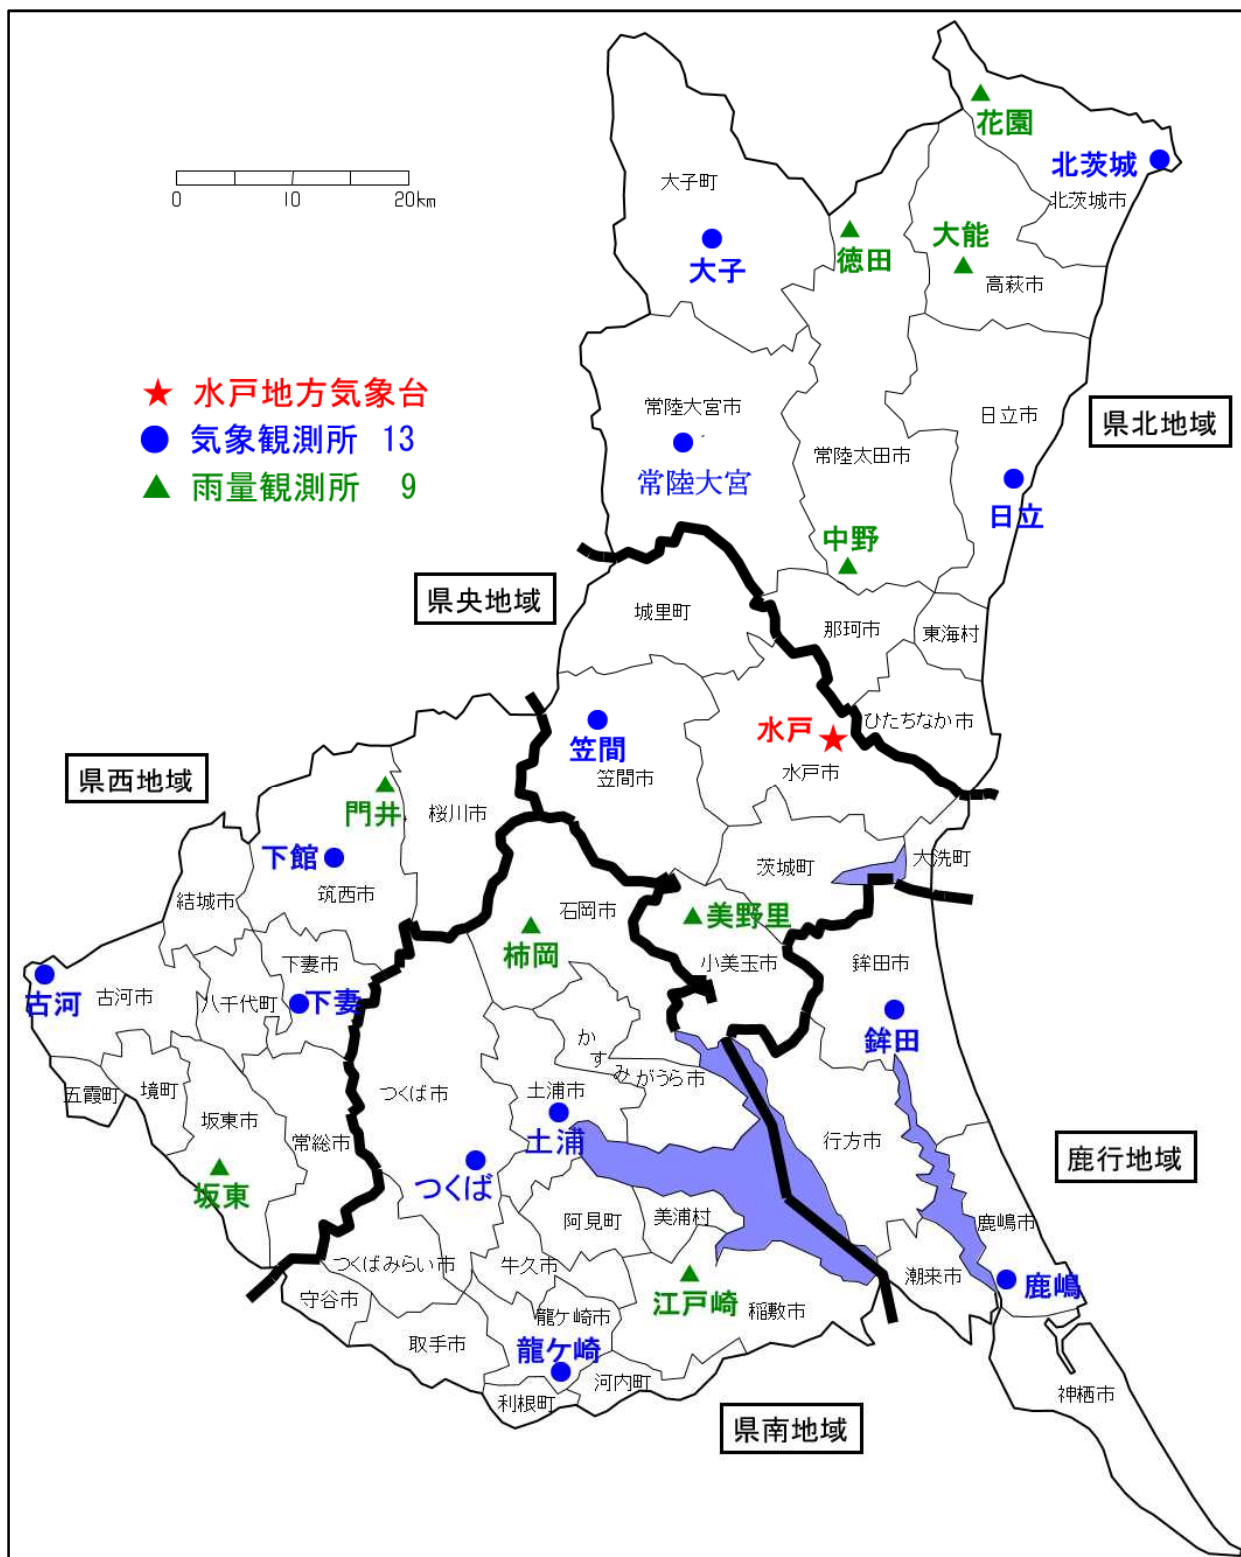 花園
北茨城
北茨城市
大子町
0 10 20km
徳田
大能
大子
高萩市
水戸地方気象台
気象観測所 13
雨量観測所 9
常陸大宮市
日立市
県北地域
常陸太田市
常陸大宮
日立
中野
県央地域
城里町
那珂市
東海村
ひたちなか市
水戸
笠間
笠間市
水戸市
県西地域
門井
桜川市
下館
筑西市
茨城町
大洗町
結城市
石岡市
美野里
柿岡
小美玉市
鉾田市
下妻市
古河
古河市
八千代町
下妻
鉾田
かすみがうら市
五霞町
境町
つくば市
土浦市
坂東市
常総市
土浦
行方市
鹿行地域
坂東
つくば
阿見町
美浦村
鹿嶋市
つくばみらい市
牛久市
潮来市
鹿嶋
守谷市
江戸崎
稲敷市
龍ケ崎市
取手市
龍ケ崎
河内町
利根町
神栖市
県南地域